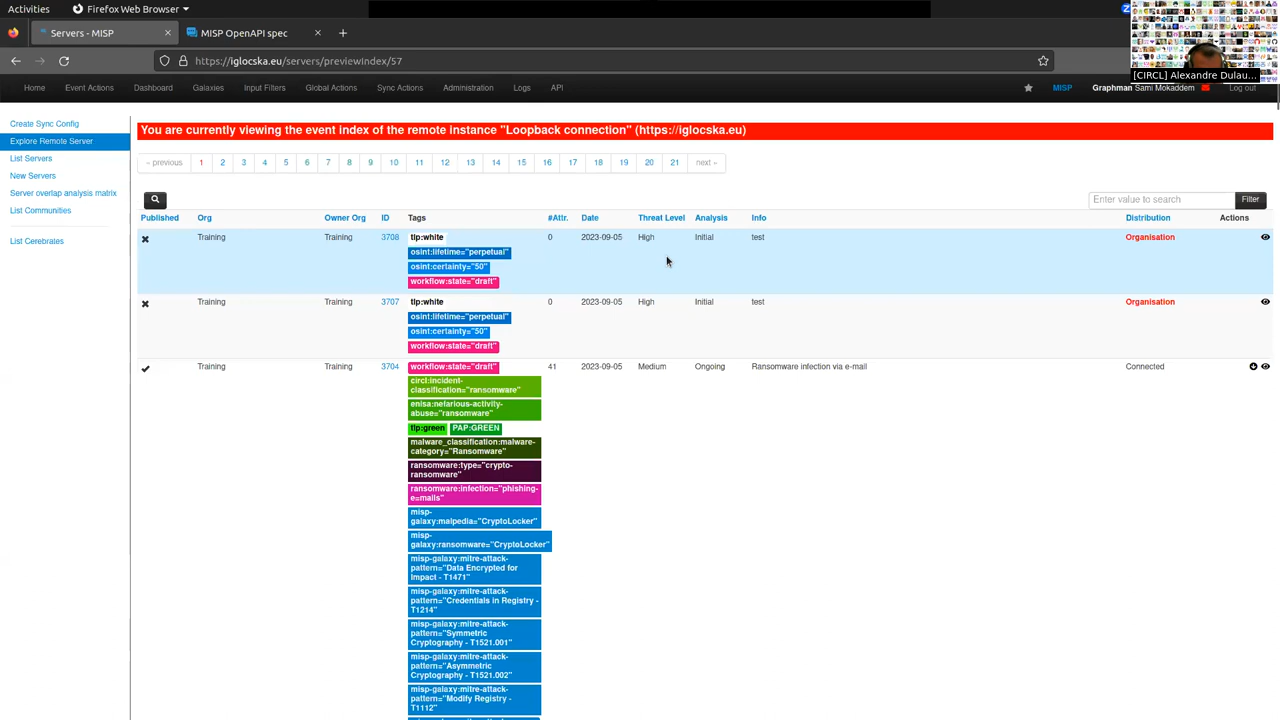 Activities
Firefox Web Browser
Servers - MISP
MISP OpenAPI spec
https://iglocska.eu/servers/previewIndex/57
[CIRCL] Alexandre Dulau...
Home
Event Actions
Dashboard
Galaxies
Input Filters
Global Actions
Sync Actions
Administration
Logs
API
MISP
Graphman Sami Mokaddem
Log out
Create Sync Config
Explore Remote Server
List Servers
New Servers
Server overlap analysis matrix
List Communities
List Cerebrates
You are currently viewing the event index of the remote instance "Loopback connection" (https://iglocska.eu)
« previous 1 2 3 4 5 6 7 8 9 10 11 12 13 14 15 16 17 18 19 20 21 next »
Enter value to search
Filter
Published Org Owner Org ID Tags #Attr. Date Threat Level Analysis Info Distribution Actions
Training Training 3708 tlp:white 0 2023-09-05 High Initial test Organisation
osint:lifetime="perpetual"
osint:certainty="50"
workflow:state="draft"
Training Training 3707 tlp:white 0 2023-09-05 High Initial test Organisation
osint:lifetime="perpetual"
osint:certainty="50"
workflow:state="draft"
Training Training 3704 workflow:state="draft" 41 2023-09-05 Medium Ongoing Ransomware infection via e-mail Connected
circl:incident-
classification="ransomware"
enisa:nefarious-activity-
abuse="ransomware"
tlp:green PAP:GREEN
malware_classification:malware-
category="Ransomware"
ransomware:type="crypto-
ransomware"
ransomware:infection="phishing-
e-mails"
misp-
galaxy:malpedia="CryptoLocker"
misp-
galaxy:ransomware="CryptoLocker"
misp-galaxy:mitre-attack-
pattern="Data Encrypted for
Impact - T1471"
misp-galaxy:mitre-attack-
pattern="Credentials in Registry -
T1214"
misp-galaxy:mitre-attack-
pattern="Symmetric
Cryptography - T1521.001"
misp-galaxy:mitre-attack-
pattern="Asymmetric
Cryptography - T1521.002"
misp-galaxy:mitre-attack-
pattern="Modify Registry -
T1112"